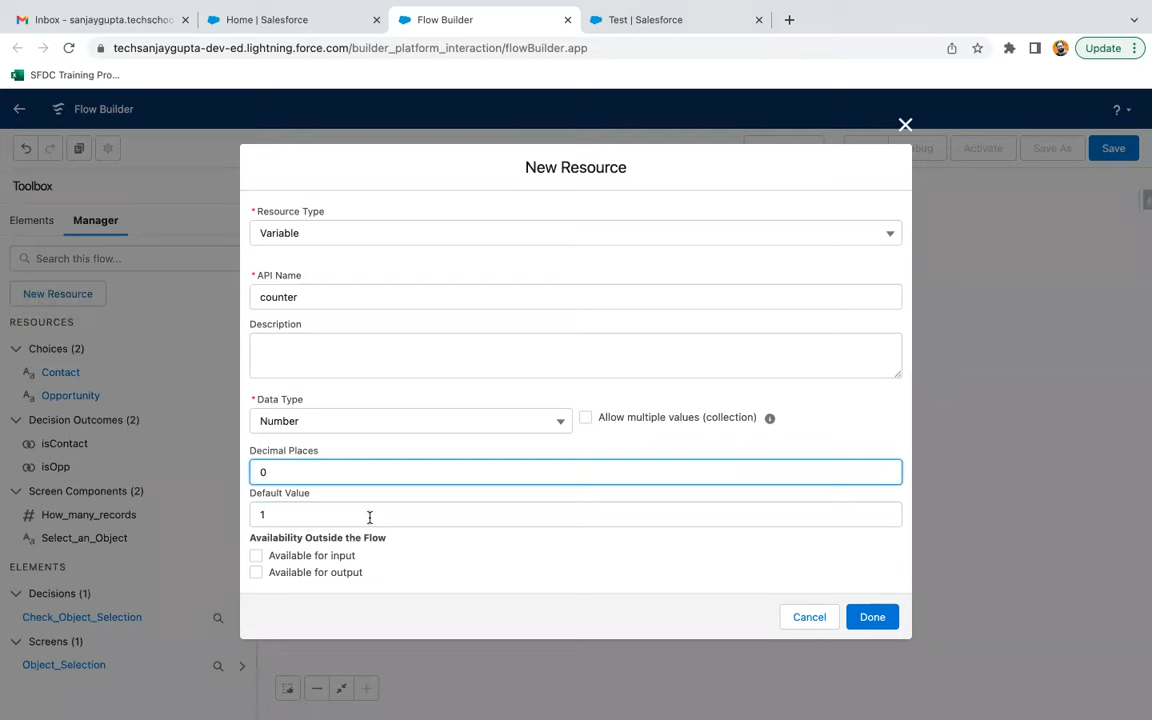 Inbox - sanjaygupta.techschoo
Home | Salesforce
Flow Builder
Test | Salesforce
techsanjaygupta-dev-ed.lightning.force.com/builder_platform_interaction/flowBuilder.app
Update
SFDC Training Pro...
Flow Builder
?
Activate
Save As
Save
New Resource
Toolbox
Elements
Manager
Search this flow...
New Resource
RESOURCES
Choices (2)
Contact
Opportunity
Decision Outcomes (2)
isContact
isOpp
Screen Components (2)
How_many_records
Select_an_Object
ELEMENTS
Decisions (1)
Check_Object_Selection
Screens (1)
Object_Selection
* Resource Type
Variable
* API Name
counter
Description
* Data Type
Number
Allow multiple values (collection)
Decimal Places
0
Default Value
1
Availability Outside the Flow
Available for input
Available for output
Cancel
Done